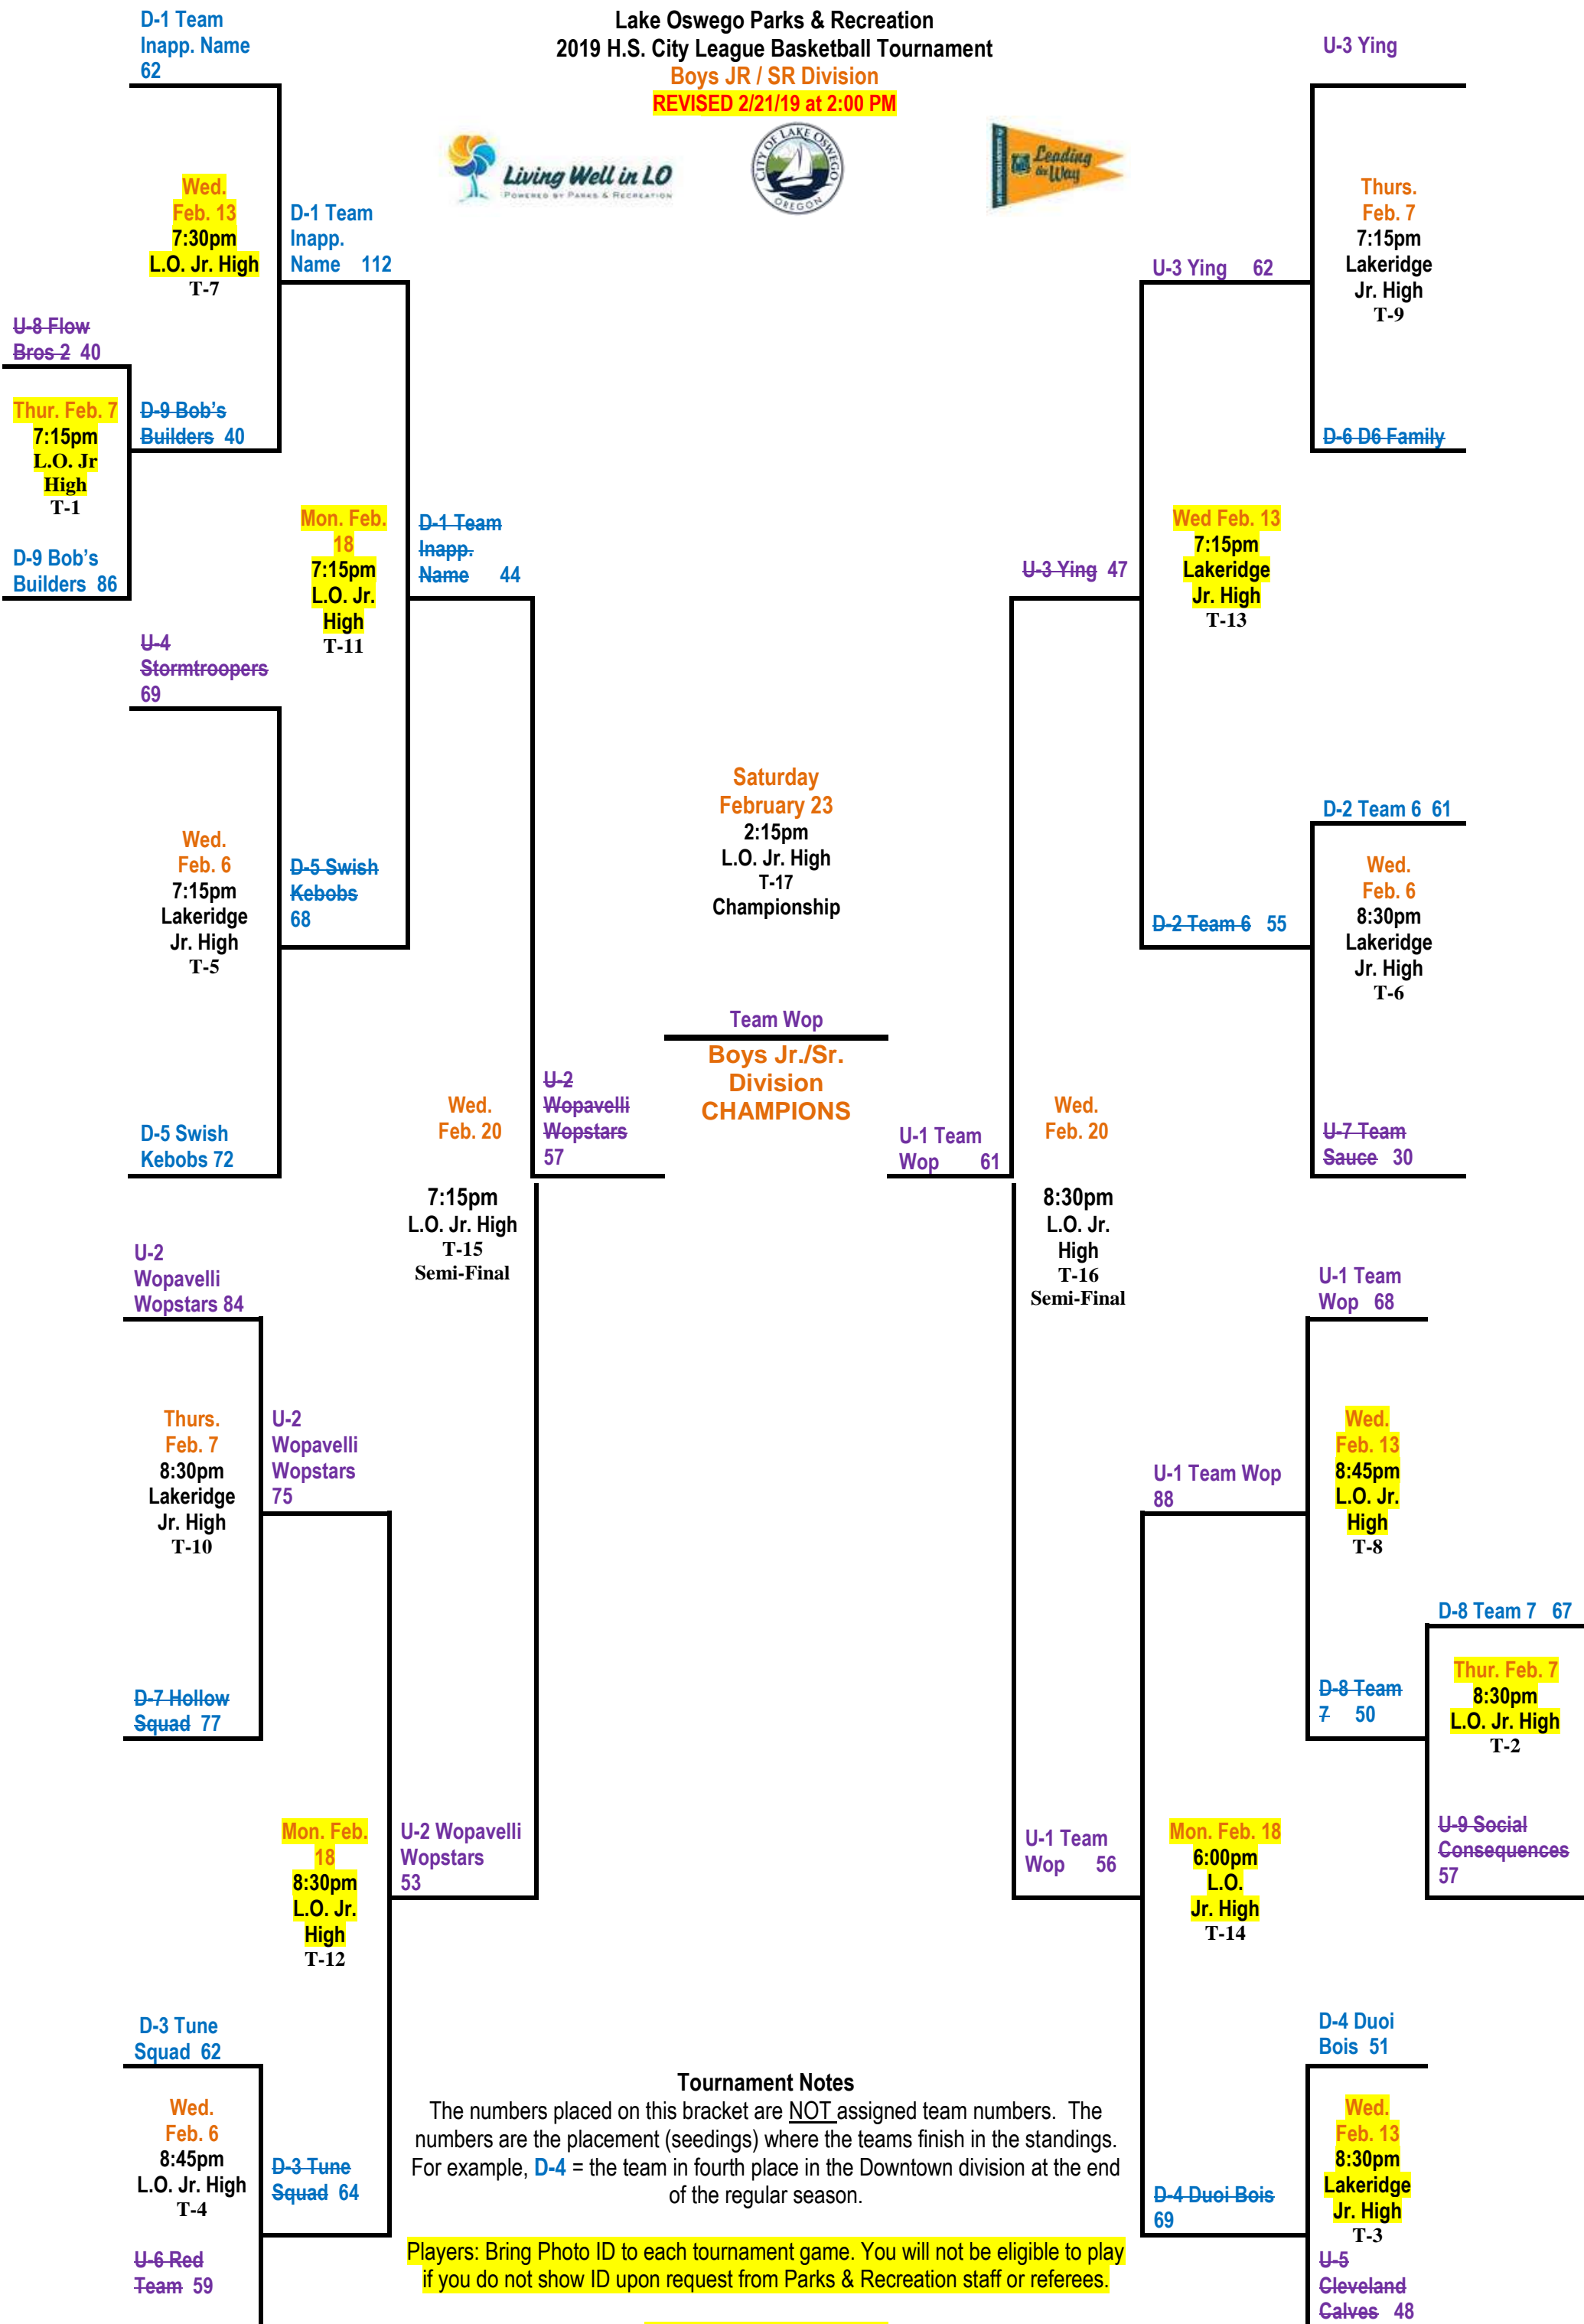 Lake Oswego Parks & Recreation
2019 H.S. City League Basketball Tournament
Boys JR / SR Division
REVISED 2/21/19 at 2:00 PM
Living Well in LO
POWERED BY PARKS & RECREATION
CITY OF LAKE OSWEGO
OREGON
Leading
the Way
D-1 Team
Inapp. Name
62
Wed.
Feb. 13
7:30pm
L.O. Jr. High
T-7
D-1 Team
Inapp.
Name 112
U-8 Flow
Bros 2 40
Thur. Feb. 7
7:15pm
L.O. Jr
High
T-1
D-9 Bob's
Builders 40
D-9 Bob's
Builders 86
Mon. Feb.
18
7:15pm
L.O. Jr.
High
T-11
D-1 Team
Inapp.
Name 44
U-4
Stormtroopers
69
Wed.
Feb. 6
7:15pm
Lakeridge
Jr. High
T-5
D-5 Swish
Kebobs
68
D-5 Swish
Kebobs 72
Wed.
Feb. 20
7:15pm
L.O. Jr. High
T-15
Semi-Final
U-2
Wopavelli
Wopstars
57
U-2
Wopavelli
Wopstars 84
Thurs.
Feb. 7
8:30pm
Lakeridge
Jr. High
T-10
U-2
Wopavelli
Wopstars
75
D-7 Hollow
Squad 77
Mon. Feb.
18
8:30pm
L.O. Jr.
High
T-12
U-2 Wopavelli
Wopstars
53
D-3 Tune
Squad 62
Wed.
Feb. 6
8:45pm
L.O. Jr. High
T-4
D-3 Tune
Squad 64
U-6 Red
Team 59
Saturday
February 23
2:15pm
L.O. Jr. High
T-17
Championship
Team Wop
Boys Jr./Sr.
Division
CHAMPIONS
U-3 Ying
Thurs.
Feb. 7
7:15pm
Lakeridge
Jr. High
T-9
U-3 Ying 62
D-6 D6 Family
Wed Feb. 13
7:15pm
Lakeridge
Jr. High
T-13
U-3 Ying 47
D-2 Team 6 61
Wed.
Feb. 6
8:30pm
Lakeridge
Jr. High
T-6
D-2 Team 6 55
U-7 Team
Sauce 30
U-1 Team
Wop 61
Wed.
Feb. 20
8:30pm
L.O. Jr.
High
T-16
Semi-Final
U-1 Team
Wop 68
Wed.
Feb. 13
8:45pm
L.O. Jr.
High
T-8
U-1 Team Wop
88
D-8 Team 7 67
Thur. Feb. 7
8:30pm
L.O. Jr. High
T-2
D-8 Team
7 50
U-9 Social
Consequences
57
U-1 Team
Wop 56
Mon. Feb. 18
6:00pm
L.O.
Jr. High
T-14
D-4 Duoi
Bois 51
Wed.
Feb. 13
8:30pm
Lakeridge
Jr. High
T-3
D-4 Duoi Bois
69
U-5
Cleveland
Calves 48
Tournament Notes
The numbers placed on this bracket are NOT assigned team numbers. The
numbers are the placement (seedings) where the teams finish in the standings.
For example, D-4 = the team in fourth place in the Downtown division at the end
of the regular season.
Players: Bring Photo ID to each tournament game. You will not be eligible to play
if you do not show ID upon request from Parks & Recreation staff or referees.